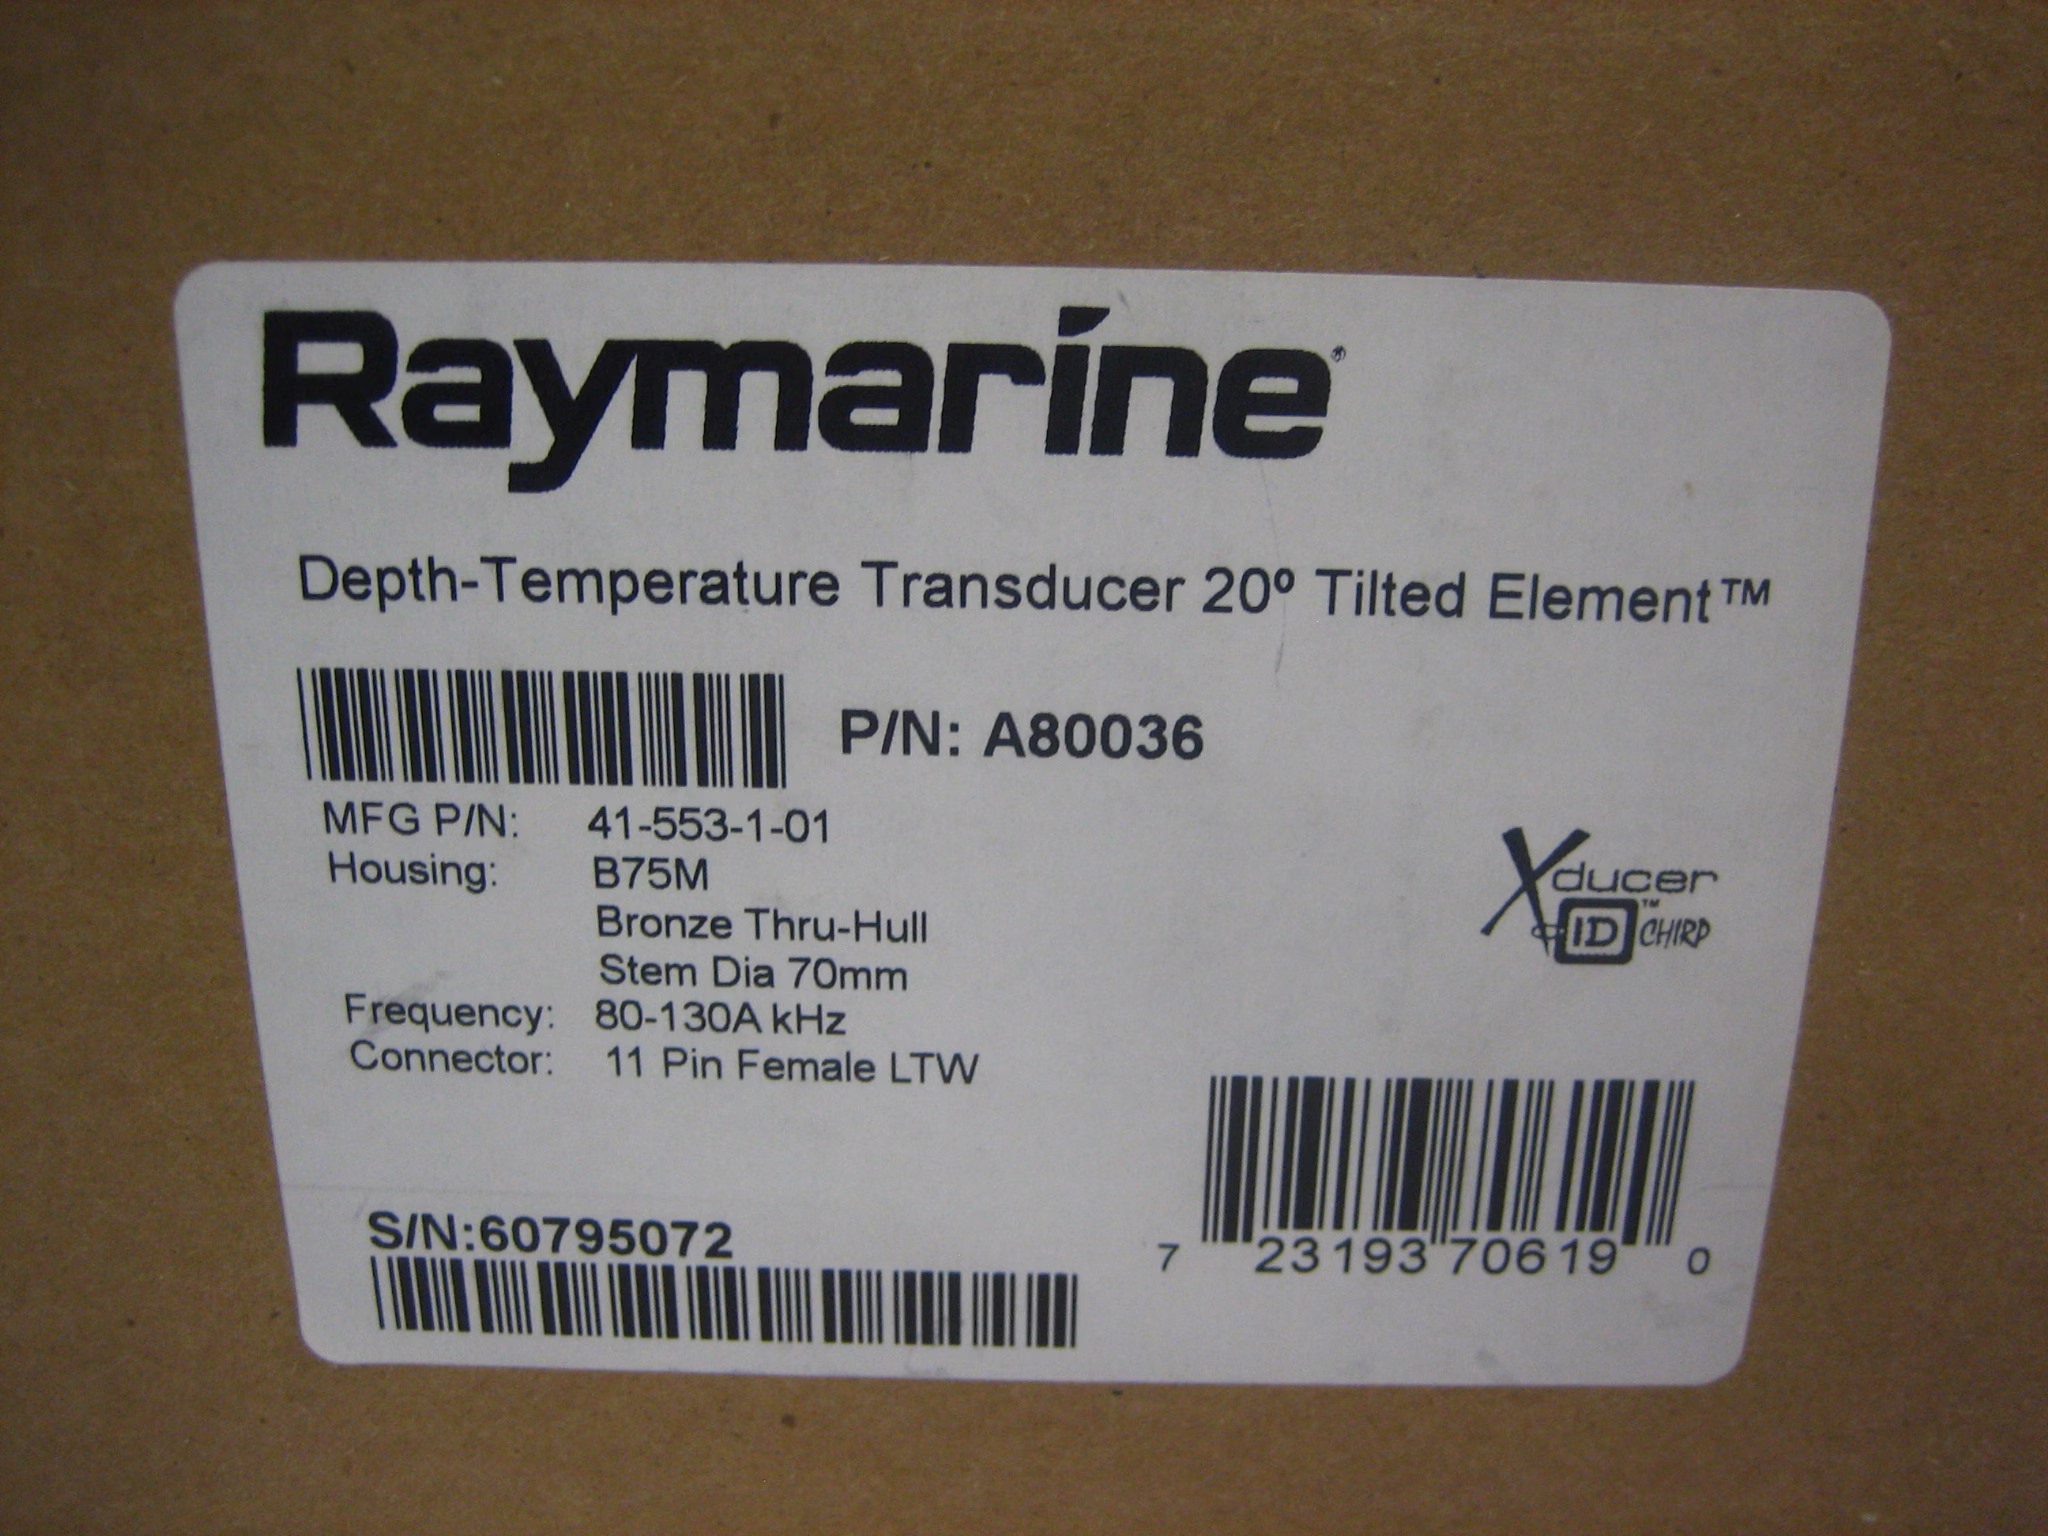 Raymarine®
Depth-Temperature Transducer 20º Tilted Element™
P/N: A80036
MFG P/N: 41-553-1-01
Housing: B75M
Bronze Thru-Hull
Stem Dia 70mm
Frequency: 80-130A kHz
Connector: 11 Pin Female LTW
Xducer
ID™ CHIRP
S/N:60795072
7 23193 70619 0